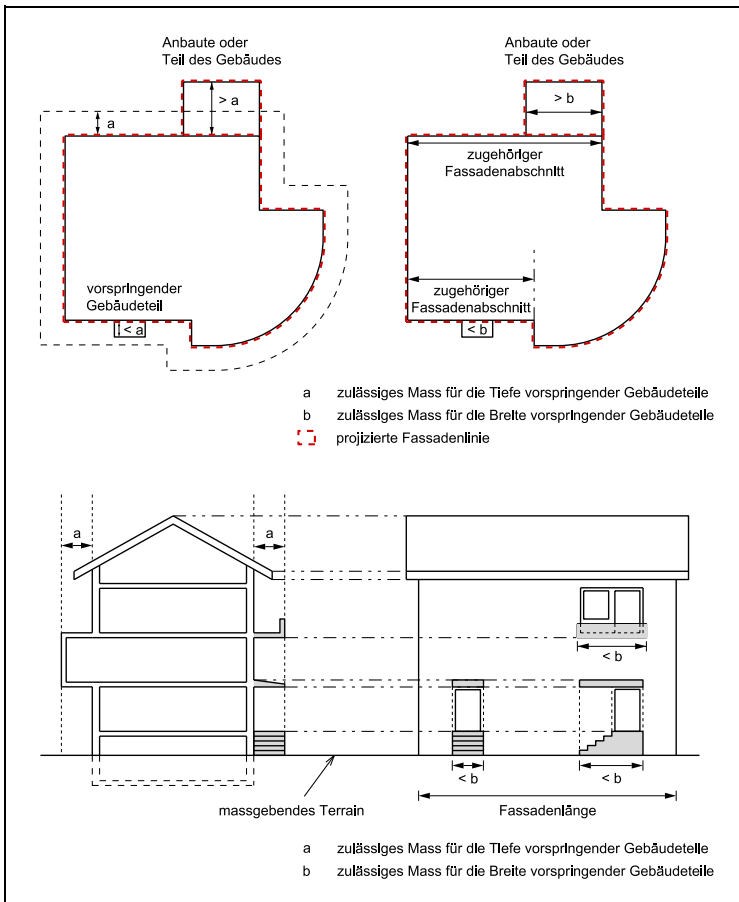 Anbaute oder
Teil des Gebäudes
Anbaute oder
Teil des Gebäudes
> a
a
> b
zugehöriger
Fassadenabschnitt
vorspringender
Gebäudeteil
zugehöriger
Fassadenabschnitt
< a
< b
a zulässiges Mass für die Tiefe vorspringender Gebäudeteile
b zulässiges Mass für die Breite vorspringender Gebäudeteile
projizierte Fassadenlinie
a
a
< b
< b
< b
massgebendes Terrain
Fassadenlänge
a zulässiges Mass für die Tiefe vorspringender Gebäudeteile
b zulässiges Mass für die Breite vorspringender Gebäudeteile